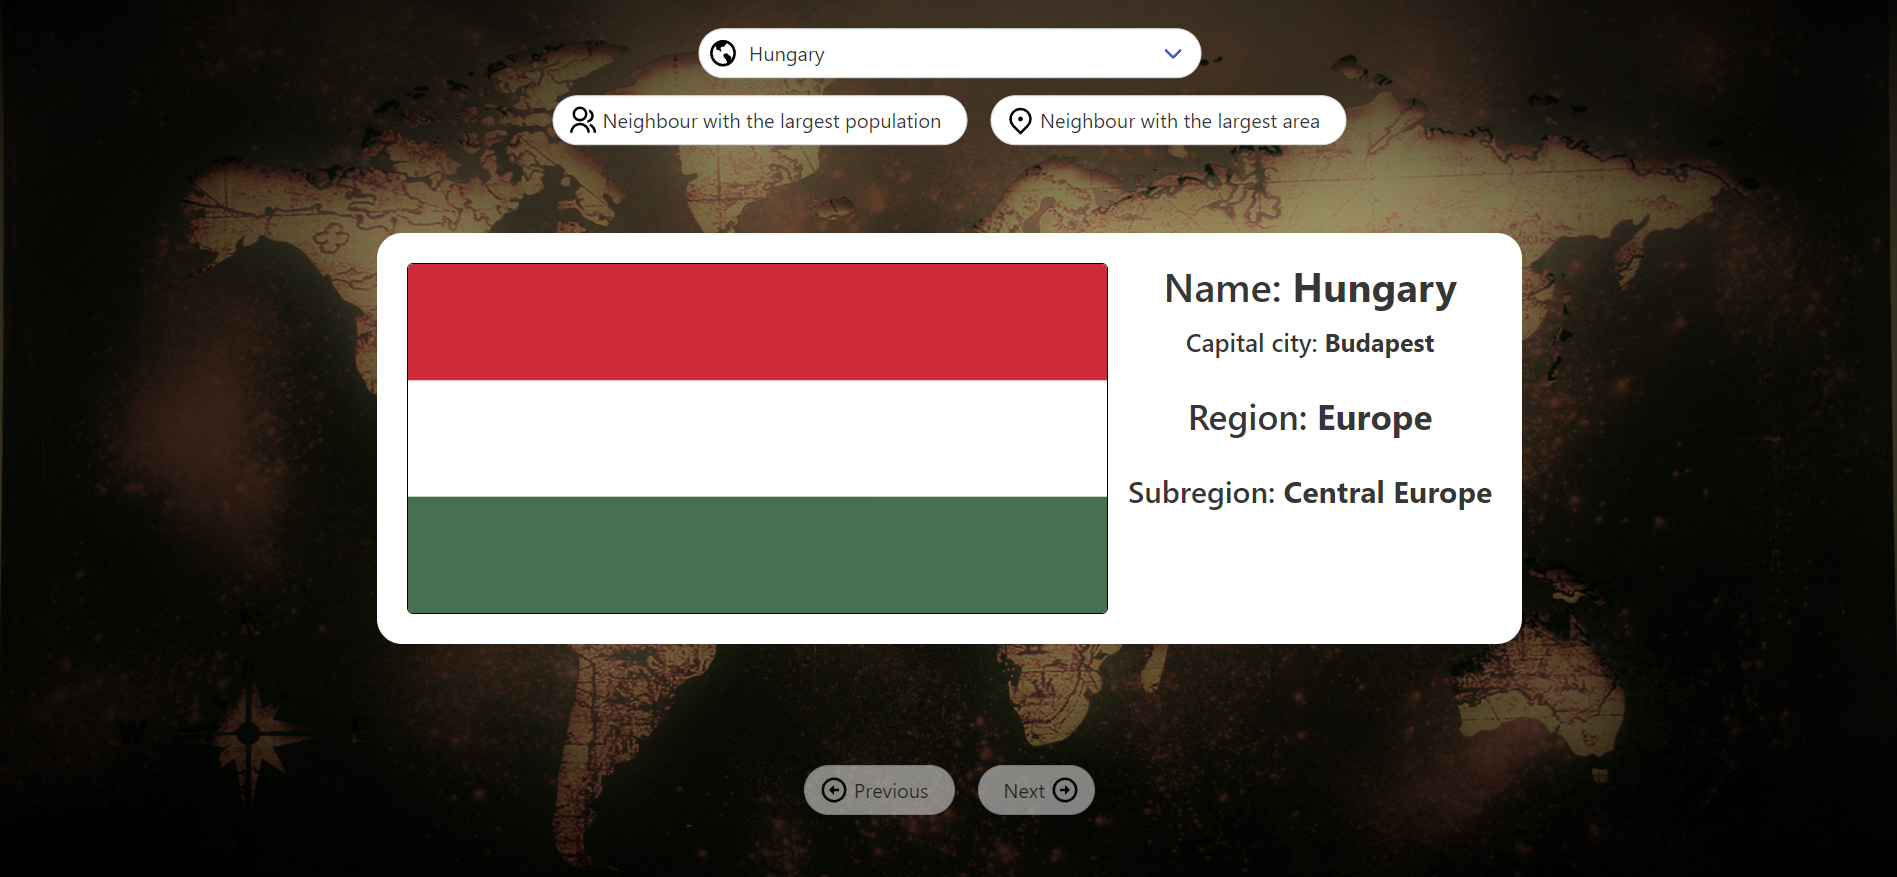 Hungary
Neighbour with the largest population
Neighbour with the largest area
Name: Hungary
Capital city: Budapest
Region: Europe
Subregion: Central Europe
N
W
E
Previous
Next